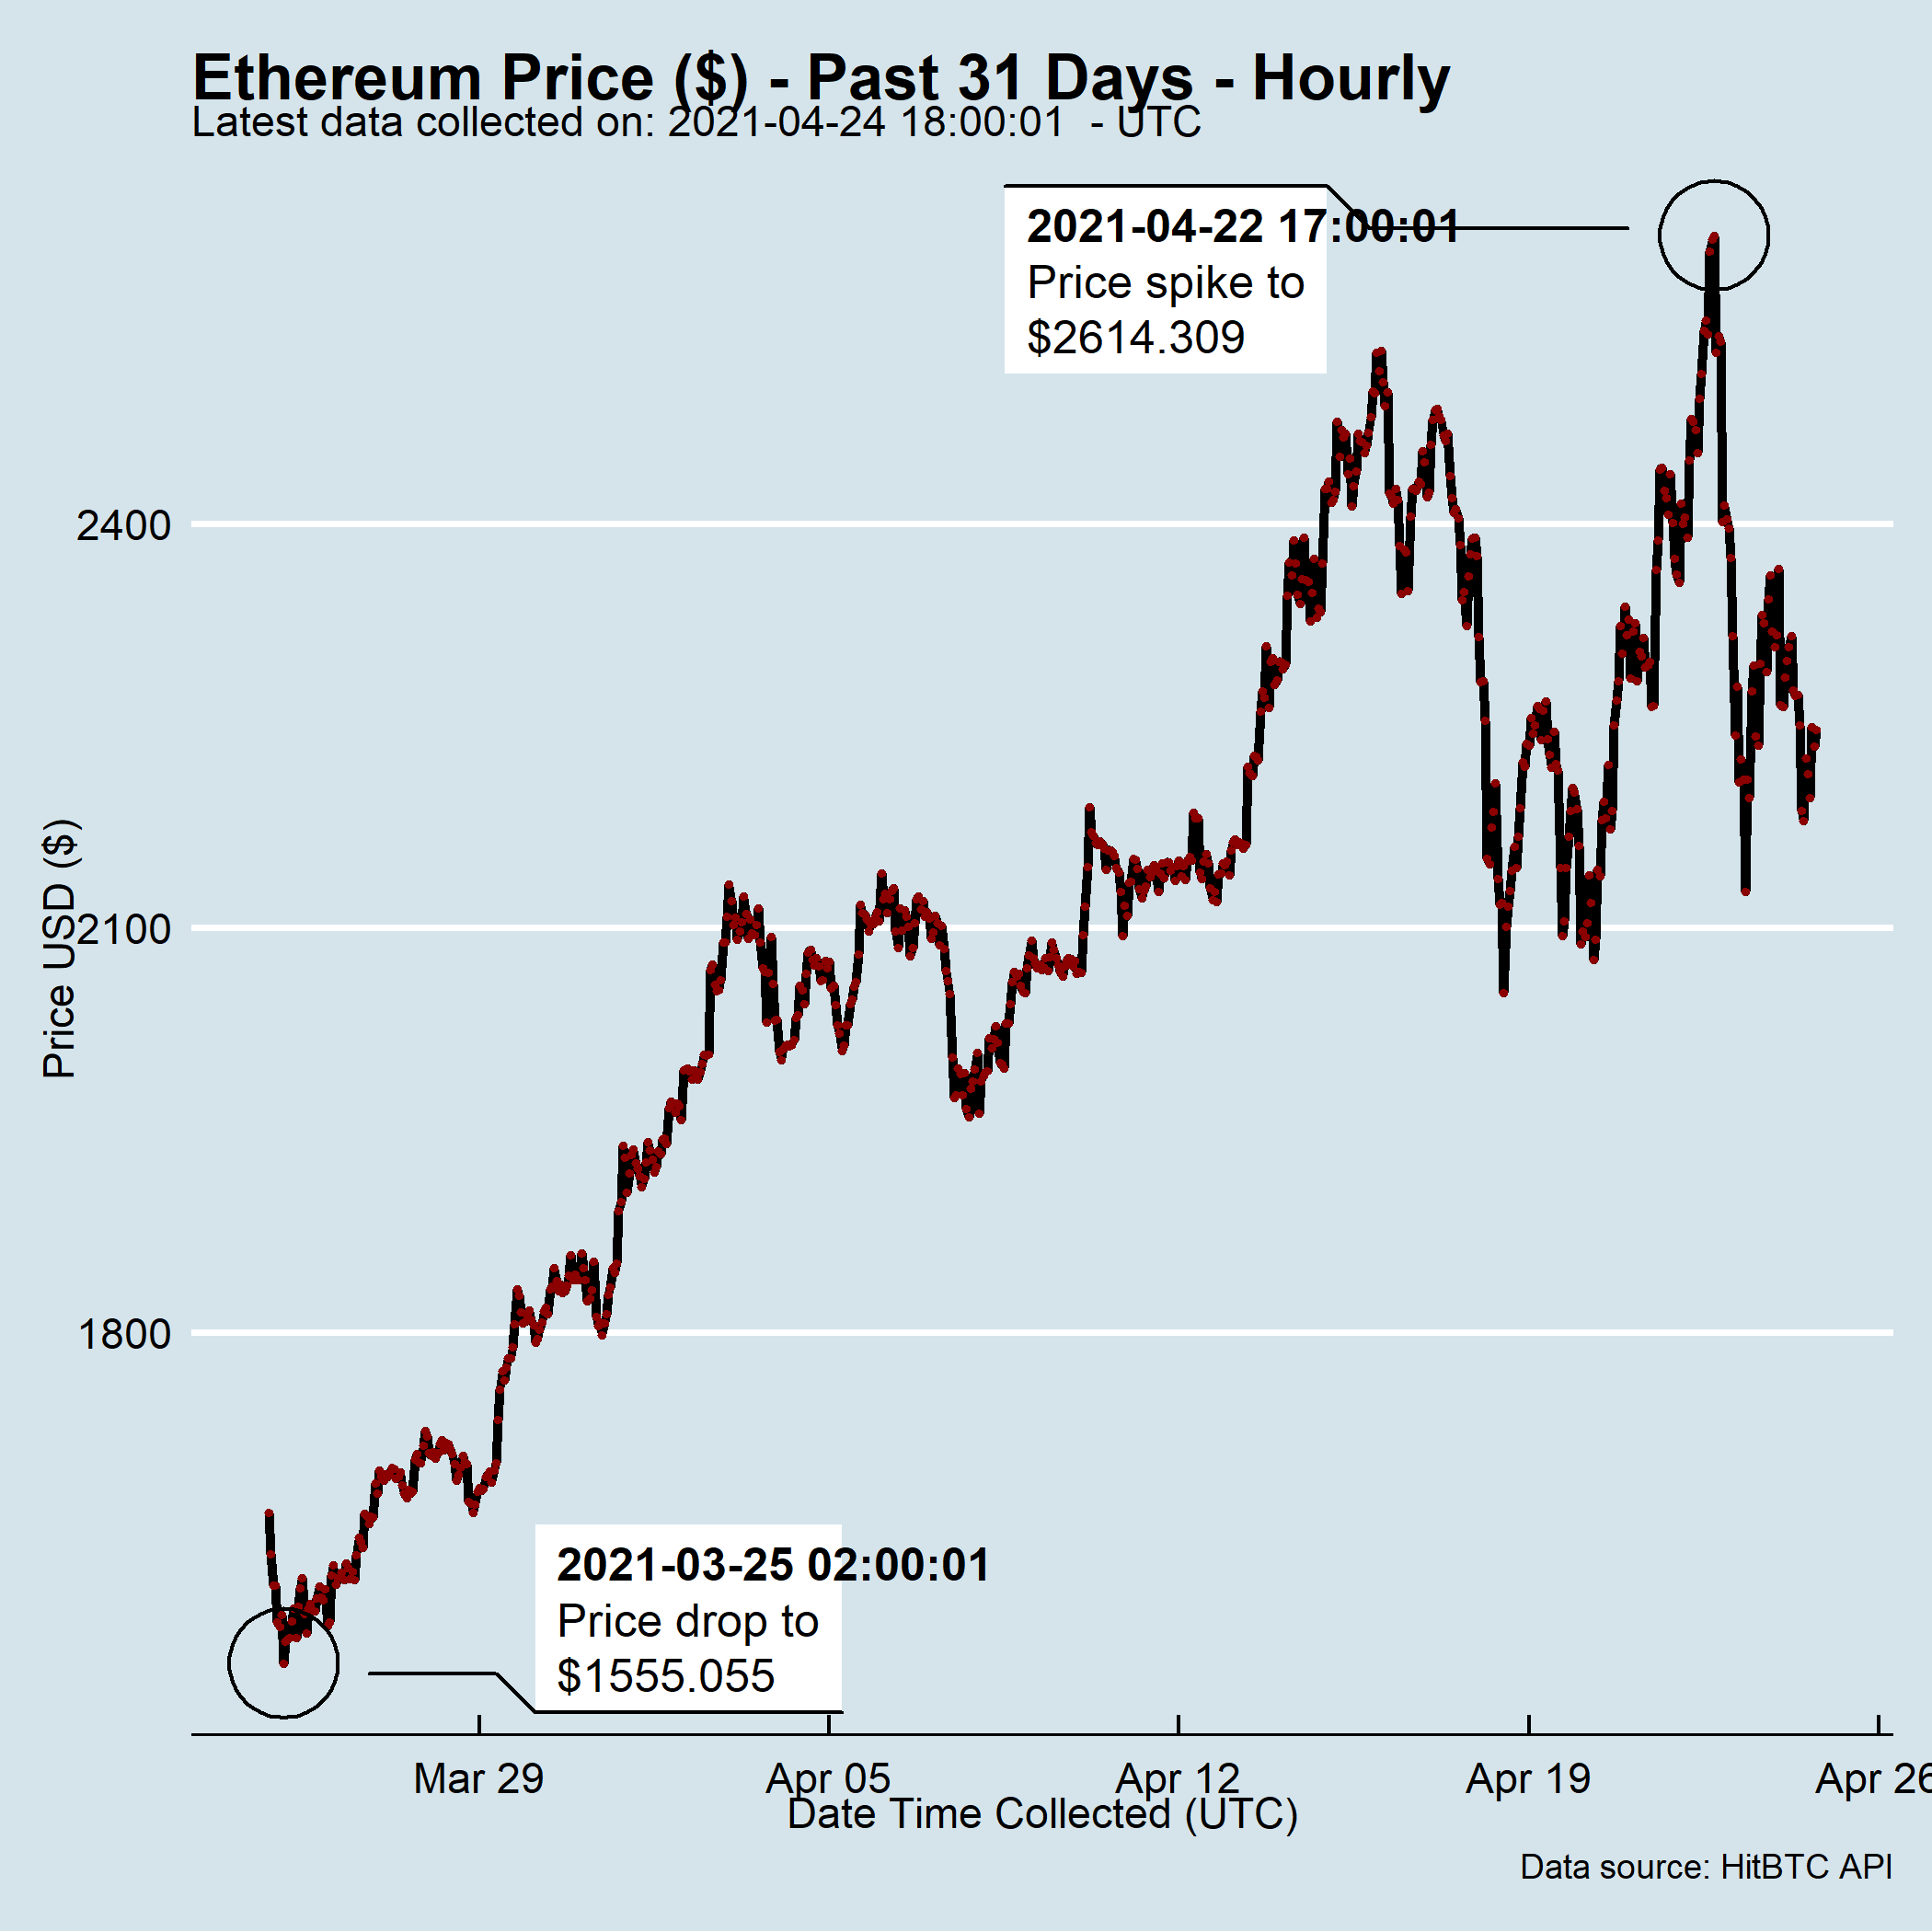 Ethereum Price ($) - Past 31 Days - Hourly
Latest data collected on: 2021-04-24 18:00:01  - UTC
2021-04-22 17:00:01
Price spike to
$2614.309
2400
2100
1800
Price USD ($)
2021-03-25 02:00:01
Price drop to
$1555.055
Mar 29
Apr 05
Apr 12
Apr 19
Apr 26
Date Time Collected (UTC)
Data source: HitBTC API